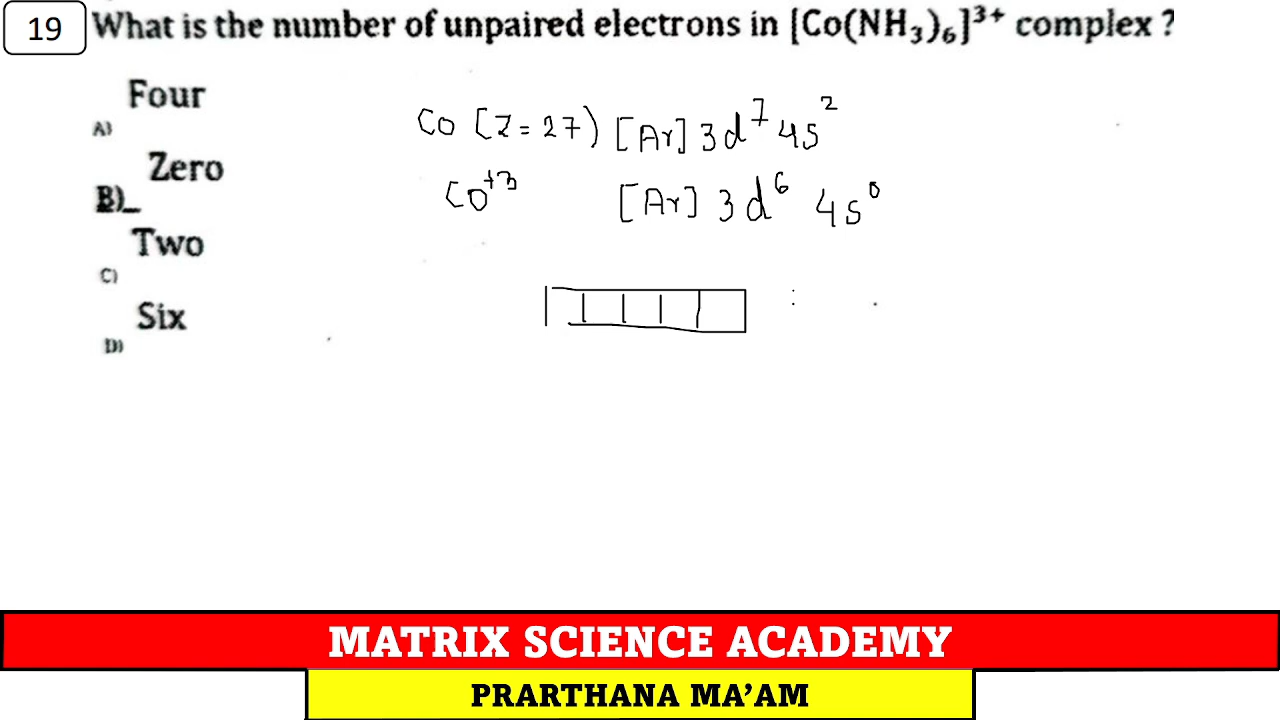 19 What is the number of unpaired electrons in [Co(NH₃)₆]³⁺ complex ?
Four
A)
Zero
B)
Two
C)
Six
D)
Co (Z = 27) [Ar] 3d⁷ 4s²
Co⁺³ [Ar] 3d⁶ 4s⁰
MATRIX SCIENCE ACADEMY
PRARTHANA MA’AM